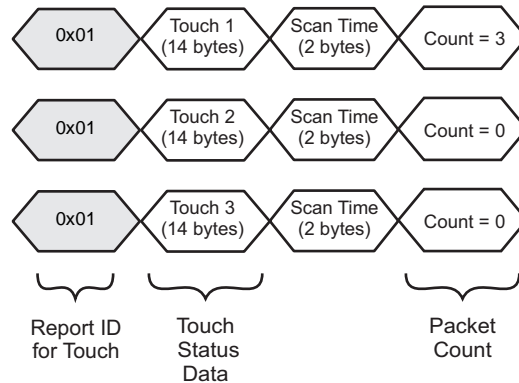 0x01
Touch 1
(14 bytes)
Scan Time
(2 bytes)
Count = 3
0x01
Touch 2
(14 bytes)
Scan Time
(2 bytes)
Count = 0
0x01
Touch 3
(14 bytes)
Scan Time
(2 bytes)
Count = 0
Report ID
for Touch
Touch
Status
Data
Packet
Count